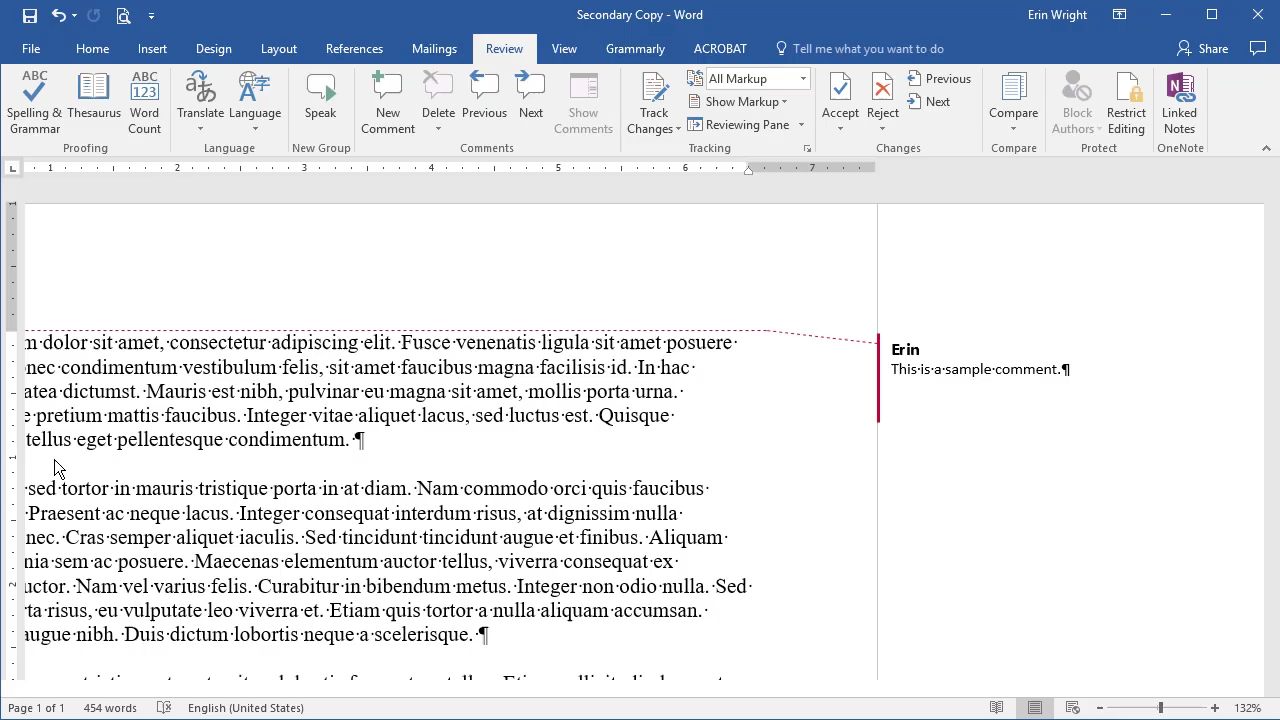 Secondary Copy - Word
Erin Wright
File Home Insert Design Layout References Mailings Review View Grammarly ACROBAT Tell me what you want to do Share
ABC Spelling & Grammar
Thesaurus
ABC 123 Word Count
Proofing
Translate
Language
Language
Speak
New Group
New Comment
Delete
Previous
Next
Show Comments
Comments
Track Changes
All Markup
Show Markup
Reviewing Pane
Tracking
Accept
Reject
Previous
Next
Changes
Compare
Compare
Block Authors
Restrict Editing
Protect
N
Linked Notes
OneNote
L 1 2 3 4 5 6 7
m·dolor·sit·amet,·consectetur·adipiscing·elit.·Fusce·venenatis·ligula·sit·amet·posuere·
nec·condimentum·vestibulum·felis,·sit·amet·faucibus·magna·facilisis·id.·In·hac·
atea·dictumst.·Mauris·est·nibh,·pulvinar·eu·magna·sit·amet,·mollis·porta·urna.·
e·pretium·mattis·faucibus.·Integer·vitae·aliquet·lacus,·sed·luctus·est.·Quisque·
tellus·eget·pellentesque·condimentum.·¶
·sed·tortor·in·mauris·tristique·porta·in·at·diam.·Nam·commodo·orci·quis·faucibus·
·Praesent·ac·neque·lacus.·Integer·consequat·interdum·risus,·at·dignissim·nulla·
nec.·Cras·semper·aliquet·iaculis.·Sed·tincidunt·tincidunt·augue·et·finibus.·Aliquam·
nia·sem·ac·posuere.·Maecenas·elementum·auctor·tellus,·viverra·consequat·ex·
uctor.·Nam·vel·varius·felis.·Curabitur·in·bibendum·metus.·Integer·non·odio·nulla.·Sed·
rta·risus,·eu·vulputate·leo·viverra·et.·Etiam·quis·tortor·a·nulla·aliquam·accumsan.·
augue·nibh.·Duis·dictum·lobortis·neque·a·scelerisque.·¶
Erin
This·is·a·sample·comment.¶
Page 1 of 1 454 words English (United States) 132%